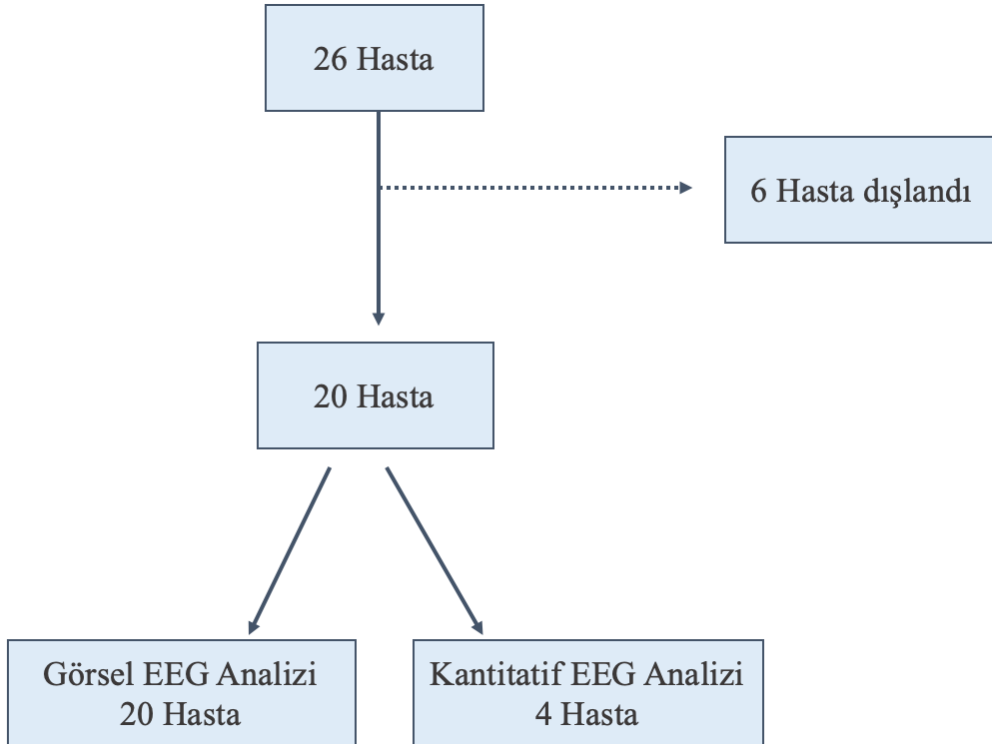 26 Hasta
6 Hasta dışlandı
20 Hasta
Görsel EEG Analizi
20 Hasta
Kantitatif EEG Analizi
4 Hasta